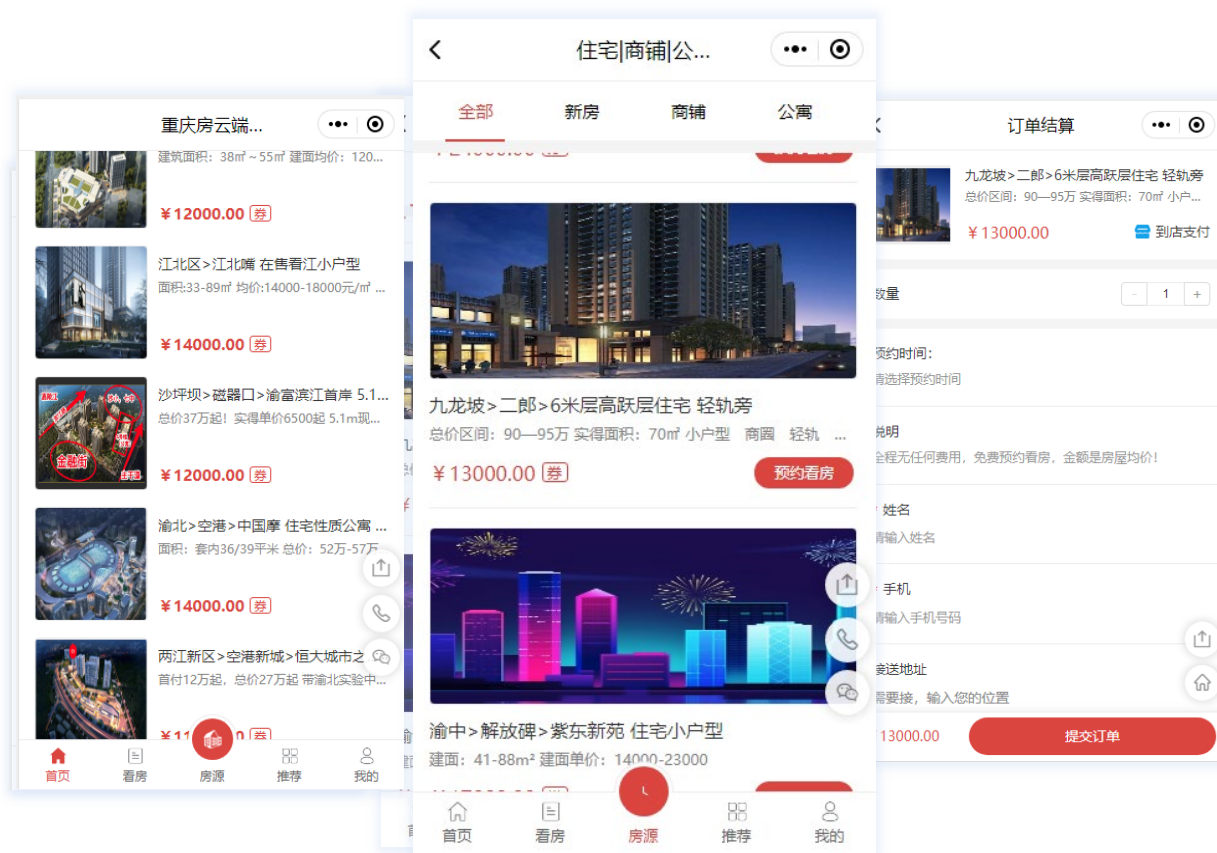 重庆房云端...
建筑面积：38㎡～55㎡ 建面均价：120...
￥12000.00 券
江北区>江北嘴 在售看江小户型
面积:33-89㎡ 均价:14000-18000元/㎡ ...
￥14000.00 券
沙坪坝>磁器口>渝富滨江首岸 5.1...
总价37万起！实得单价6500起 5.1m现...
金融街
￥12000.00 券
渝北>空港>中国摩 住宅性质公寓 ...
面积：套内36/39平米 总价：52万-57万
￥14000.00 券
两江新区>空港新城>恒大城市之
首付12万起，总价27万起 带渝北实验中...
首页
看房
房源
推荐
我的
住宅|商铺|公...
全部
新房
商铺
公寓
九龙坡>二郎>6米层高跃层住宅 轻轨旁
总价区间：90—95万 实得面积：70㎡ 小户型 商圈 轻轨 ...
￥13000.00 券
预约看房
渝中>解放碑>紫东新苑 住宅小户型
建面：41-88m² 建面单价：14000-23000
首页
看房
房源
推荐
我的
订单结算
九龙坡>二郎>6米层高跃层住宅 轻轨旁
总价区间：90—95万 实得面积：70㎡ 小户...
￥13000.00
到店支付
数量
- 1 +
预约时间：
请选择预约时间
说明
全程无任何费用，免费预约看房，金额是房屋均价！
姓名
请输入姓名
手机
请输入手机号码
接送地址
需要接，输入您的位置
13000.00
提交订单